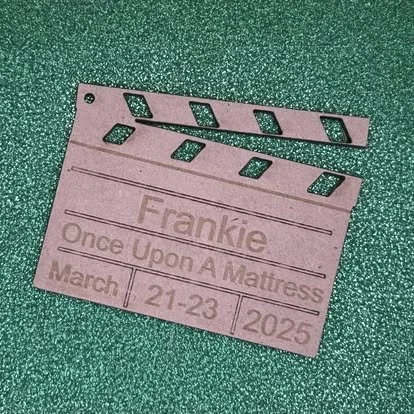 Frankie
Once Upon A Mattress
March 21-23 2025